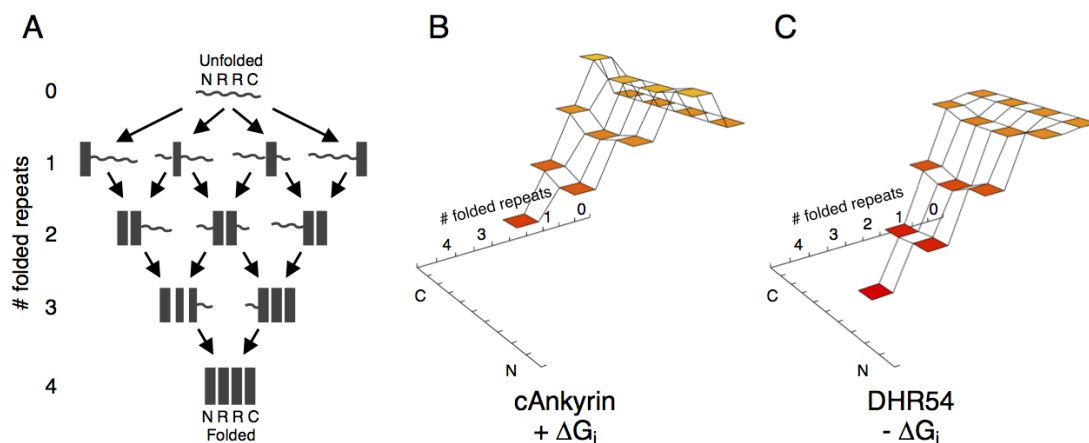 A
Unfolded
N R R C
0
1
2
3
4
# folded repeats
N R R C
Folded
B
# folded repeats
4
3
1
0
C
N
cAnkyrin
+ ΔGi
C
# folded repeats
4
3
2
1
0
C
N
DHR54
- ΔGi